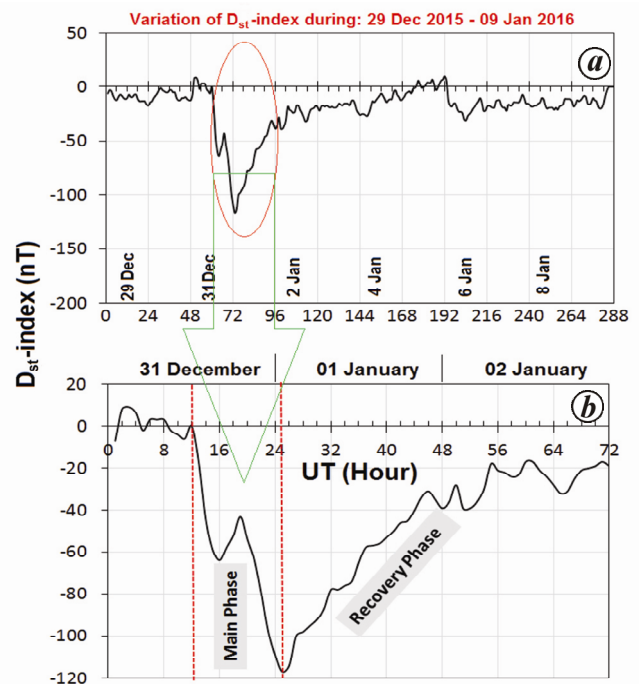 Variation of Dst-index during: 29 Dec 2015 - 09 Jan 2016
a
50
0
-50
-100
-150
-200
29 Dec
31 Dec
2 Jan
4 Jan
6 Jan
8 Jan
0 24 48 72 96 120 144 168 192 216 240 264 288
Dst-index (nT)
31 December 01 January 02 January
b
20
0
-20
-40
-60
-80
-100
-120
0 8 16 24 32 40 48 56 64 72
UT (Hour)
Main Phase
Recovery Phase